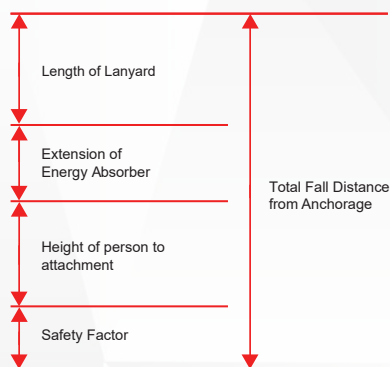 Length of Lanyard
Extension of
Energy Absorber
Total Fall Distance
from Anchorage
Height of person to
attachment
Safety Factor